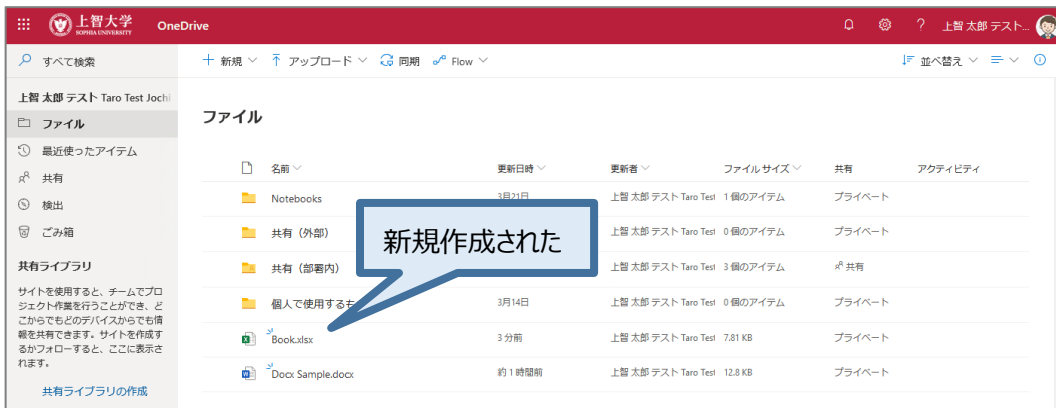 上智大学
SOPHIA UNIVERSITY
OneDrive
上智 太郎 テスト...
すべて検索
新規
アップロード
同期
Flow
並べ替え
上智 太郎 テスト Taro Test Jochi
ファイル
最近使ったアイテム
共有
検出
ごみ箱
共有ライブラリ
サイトを使用すると、チームでプロ
ジェクト作業を行うことができ、ど
こからでもどのデバイスからでも情
報を共有できます。サイトを作成す
るかフォローすると、ここに表示さ
れます。
共有ライブラリの作成
ファイル
名前 更新日時 更新者 ファイル サイズ 共有 アクティビティ
Notebooks 3月21日 上智 太郎 テスト Taro Test 1 個のアイテム プライベート
共有（外部） 上智 太郎 テスト Taro Test 0 個のアイテム プライベート
共有（部署内） 上智 太郎 テスト Taro Test 3 個のアイテム 共有
個人で使用するも 3月14日 上智 太郎 テスト Taro Test 0 個のアイテム プライベート
Book.xlsx 3 分前 上智 太郎 テスト Taro Test 7.81 KB プライベート
Docx Sample.docx 約 1 時間前 上智 太郎 テスト Taro Test 12.8 KB プライベート
新規作成された